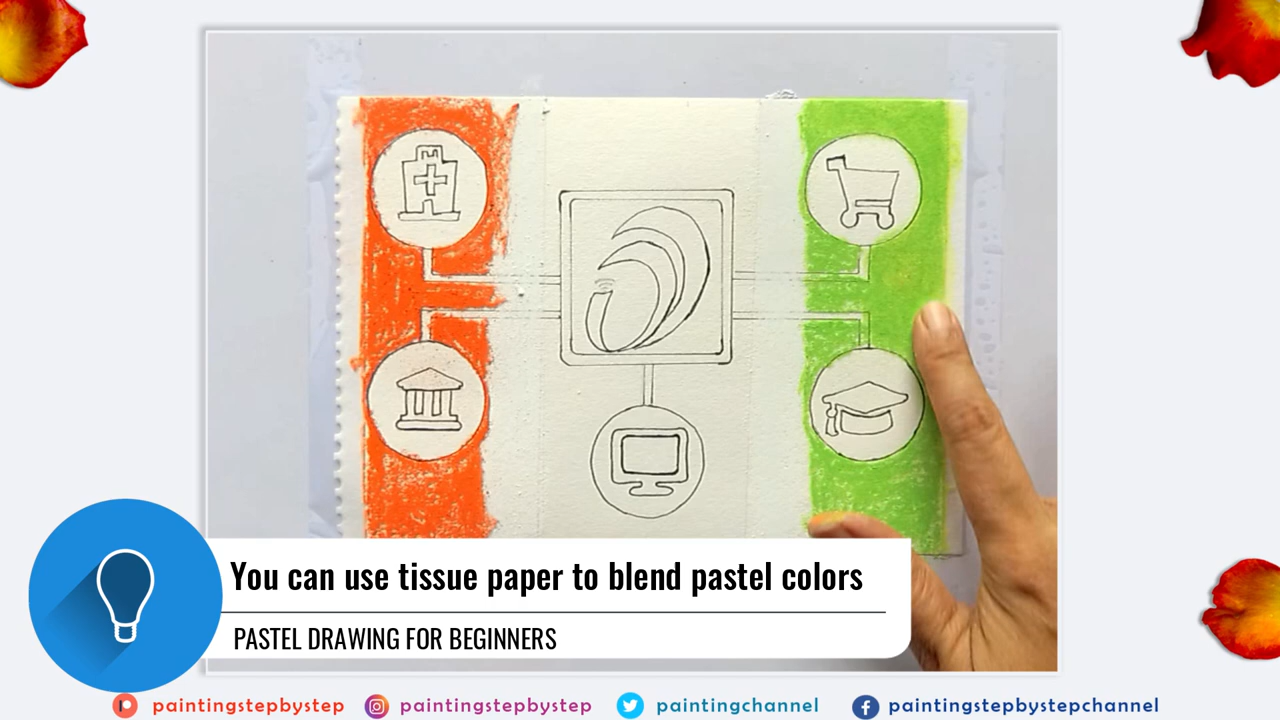 You can use tissue paper to blend pastel colors
PASTEL DRAWING FOR BEGINNERS
paintingstepbystep
paintingstepbystep
paintingchannel
paintingstepbystepchannel